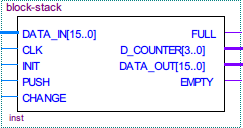 block-stack
DATA_IN[15..0] FULL
CLK D_COUNTER[3..0]
INIT DATA_OUT[15..0]
PUSH EMPTY
CHANGE
inst